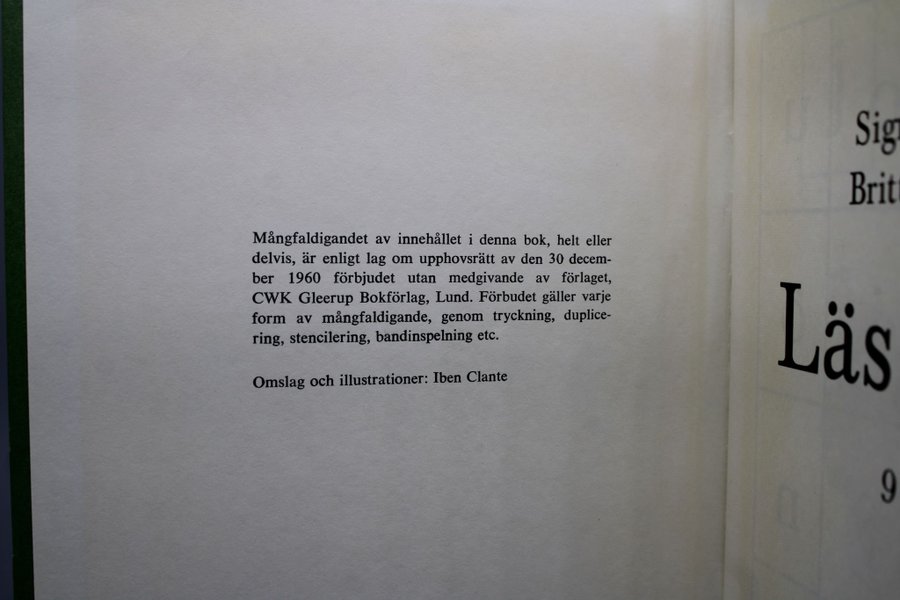 Mångfaldigandet av innehållet i denna bok, helt eller
delvis, är enligt lag om upphovsrätt av den 30 decem-
ber 1960 förbjudet utan medgivande av förlaget,
CWK Gleerup Bokförlag, Lund. Förbudet gäller varje
form av mångfaldigande, genom tryckning, duplice-
ring, stencilering, bandinspelning etc.
Omslag och illustrationer: Iben Clante
Läs
9